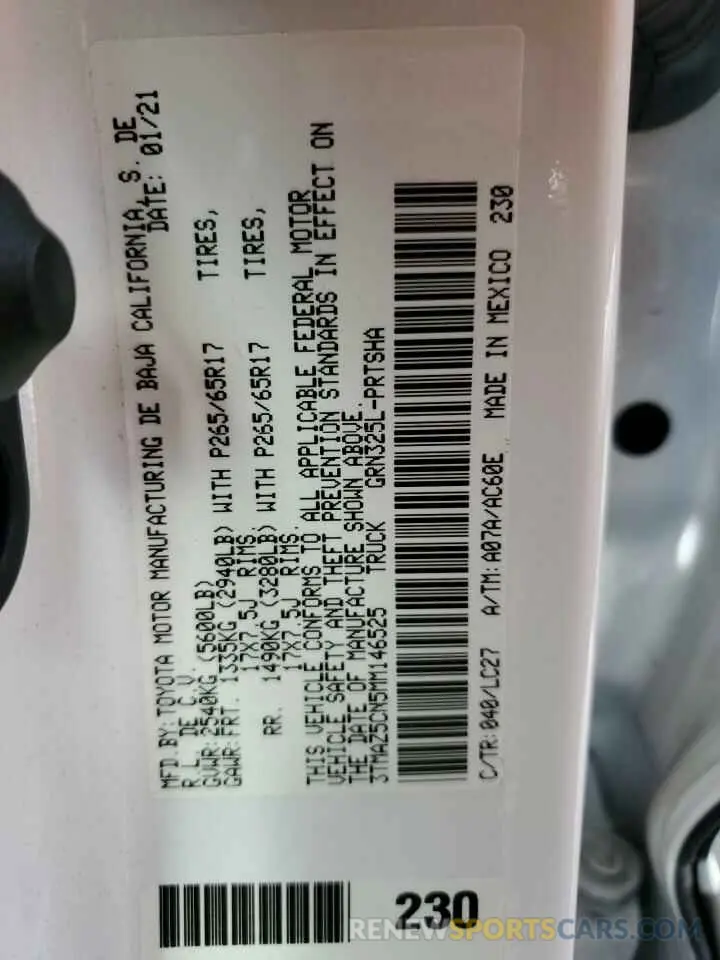 MFD.BY:TOYOTA MOTOR MANUFACTURING DE BAJA CALIFORNIA, S. DE
R.L. DE C.V. DATE: 01/21
GVWR:2540KG (5600LB)
GAWR:FRT. 1335KG (2940LB) WITH P265/65R17 TIRES,
17X7.5J RIMS
RR. 1490KG (3280LB) WITH P265/65R17 TIRES,
17X7.5J RIMS.
THIS VEHICLE CONFORMS TO ALL APPLICABLE FEDERAL MOTOR
VEHICLE SAFETY AND THEFT PREVENTION STANDARDS IN EFFECT ON
THE DATE OF MANUFACTURE SHOWN ABOVE.
3TMAZ5CN5MM146525 TRUCK GRN325L-PRTSHA
C/TR:040/LC27 A/TM:A07A/AC60E MADE IN MEXICO 230
230
RENEWSPORTSCARS.COM